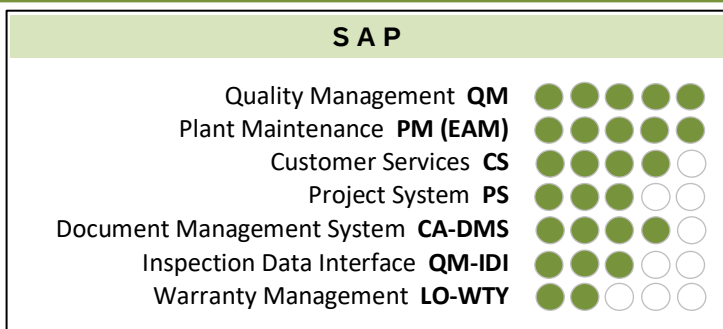 SAP
Quality Management QM
Plant Maintenance PM (EAM)
Customer Services CS
Project System PS
Document Management System CA-DMS
Inspection Data Interface QM-IDI
Warranty Management LO-WTY